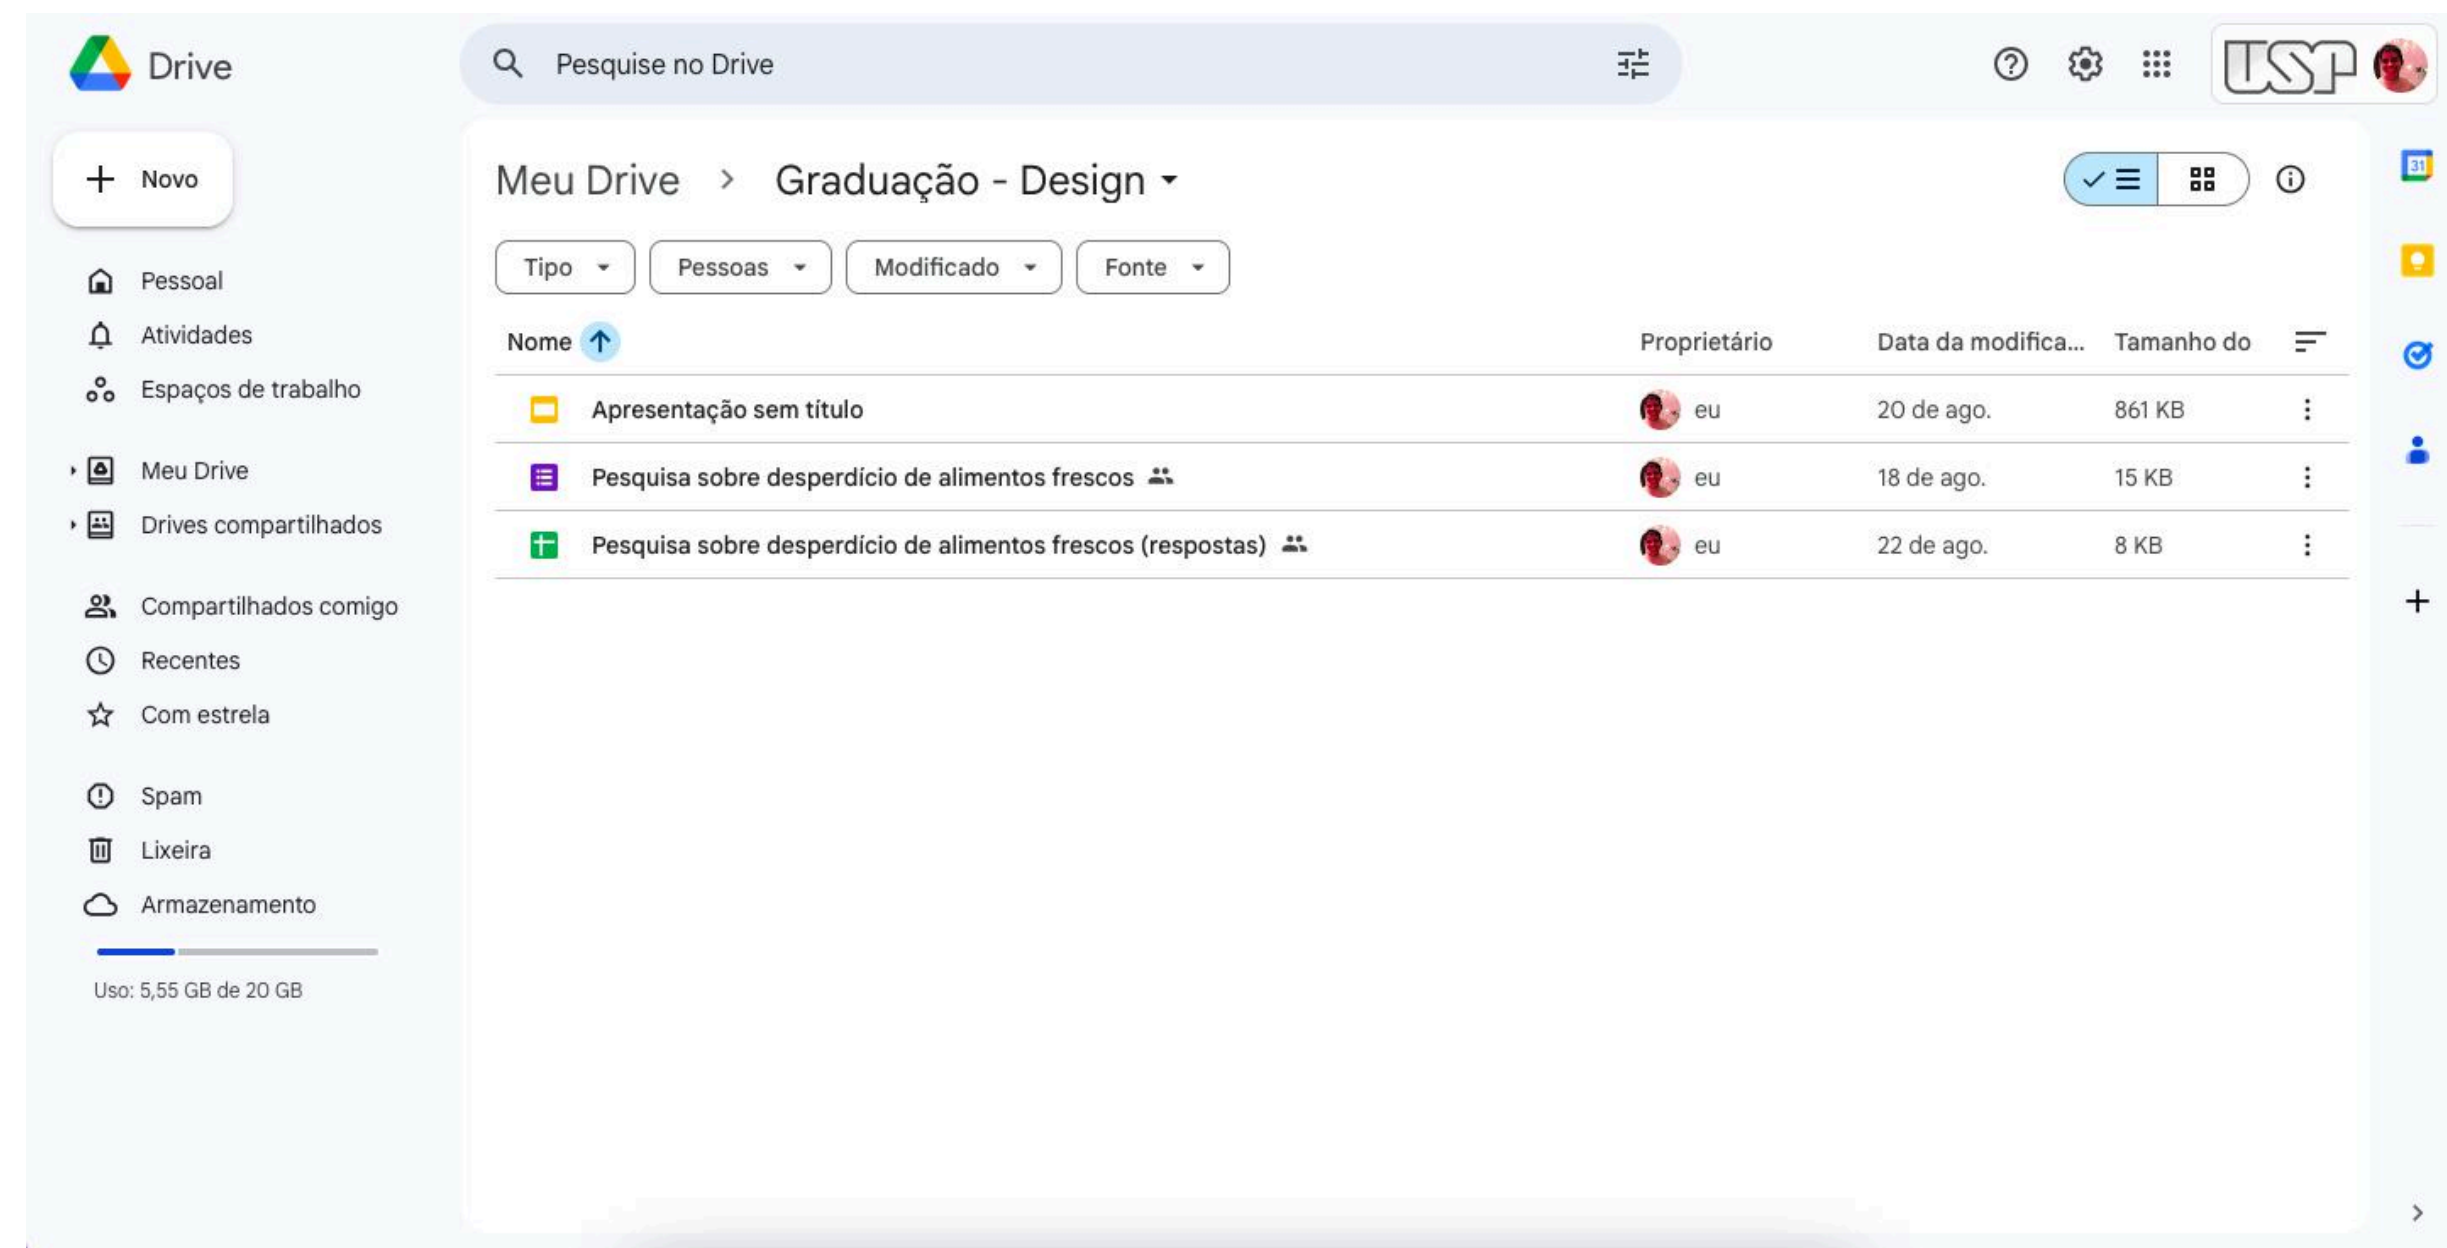 Drive
Pesquise no Drive
USP
Novo
Pessoal
Atividades
Espaços de trabalho
Meu Drive
Drives compartilhados
Compartilhados comigo
Recentes
Com estrela
Spam
Lixeira
Armazenamento
Uso: 5,55 GB de 20 GB
Meu Drive > Graduação - Design
Tipo Pessoas Modificado Fonte
Nome Proprietário Data da modifica... Tamanho do
Apresentação sem título eu 20 de ago. 861 KB
Pesquisa sobre desperdício de alimentos frescos eu 18 de ago. 15 KB
Pesquisa sobre desperdício de alimentos frescos (respostas) eu 22 de ago. 8 KB
31